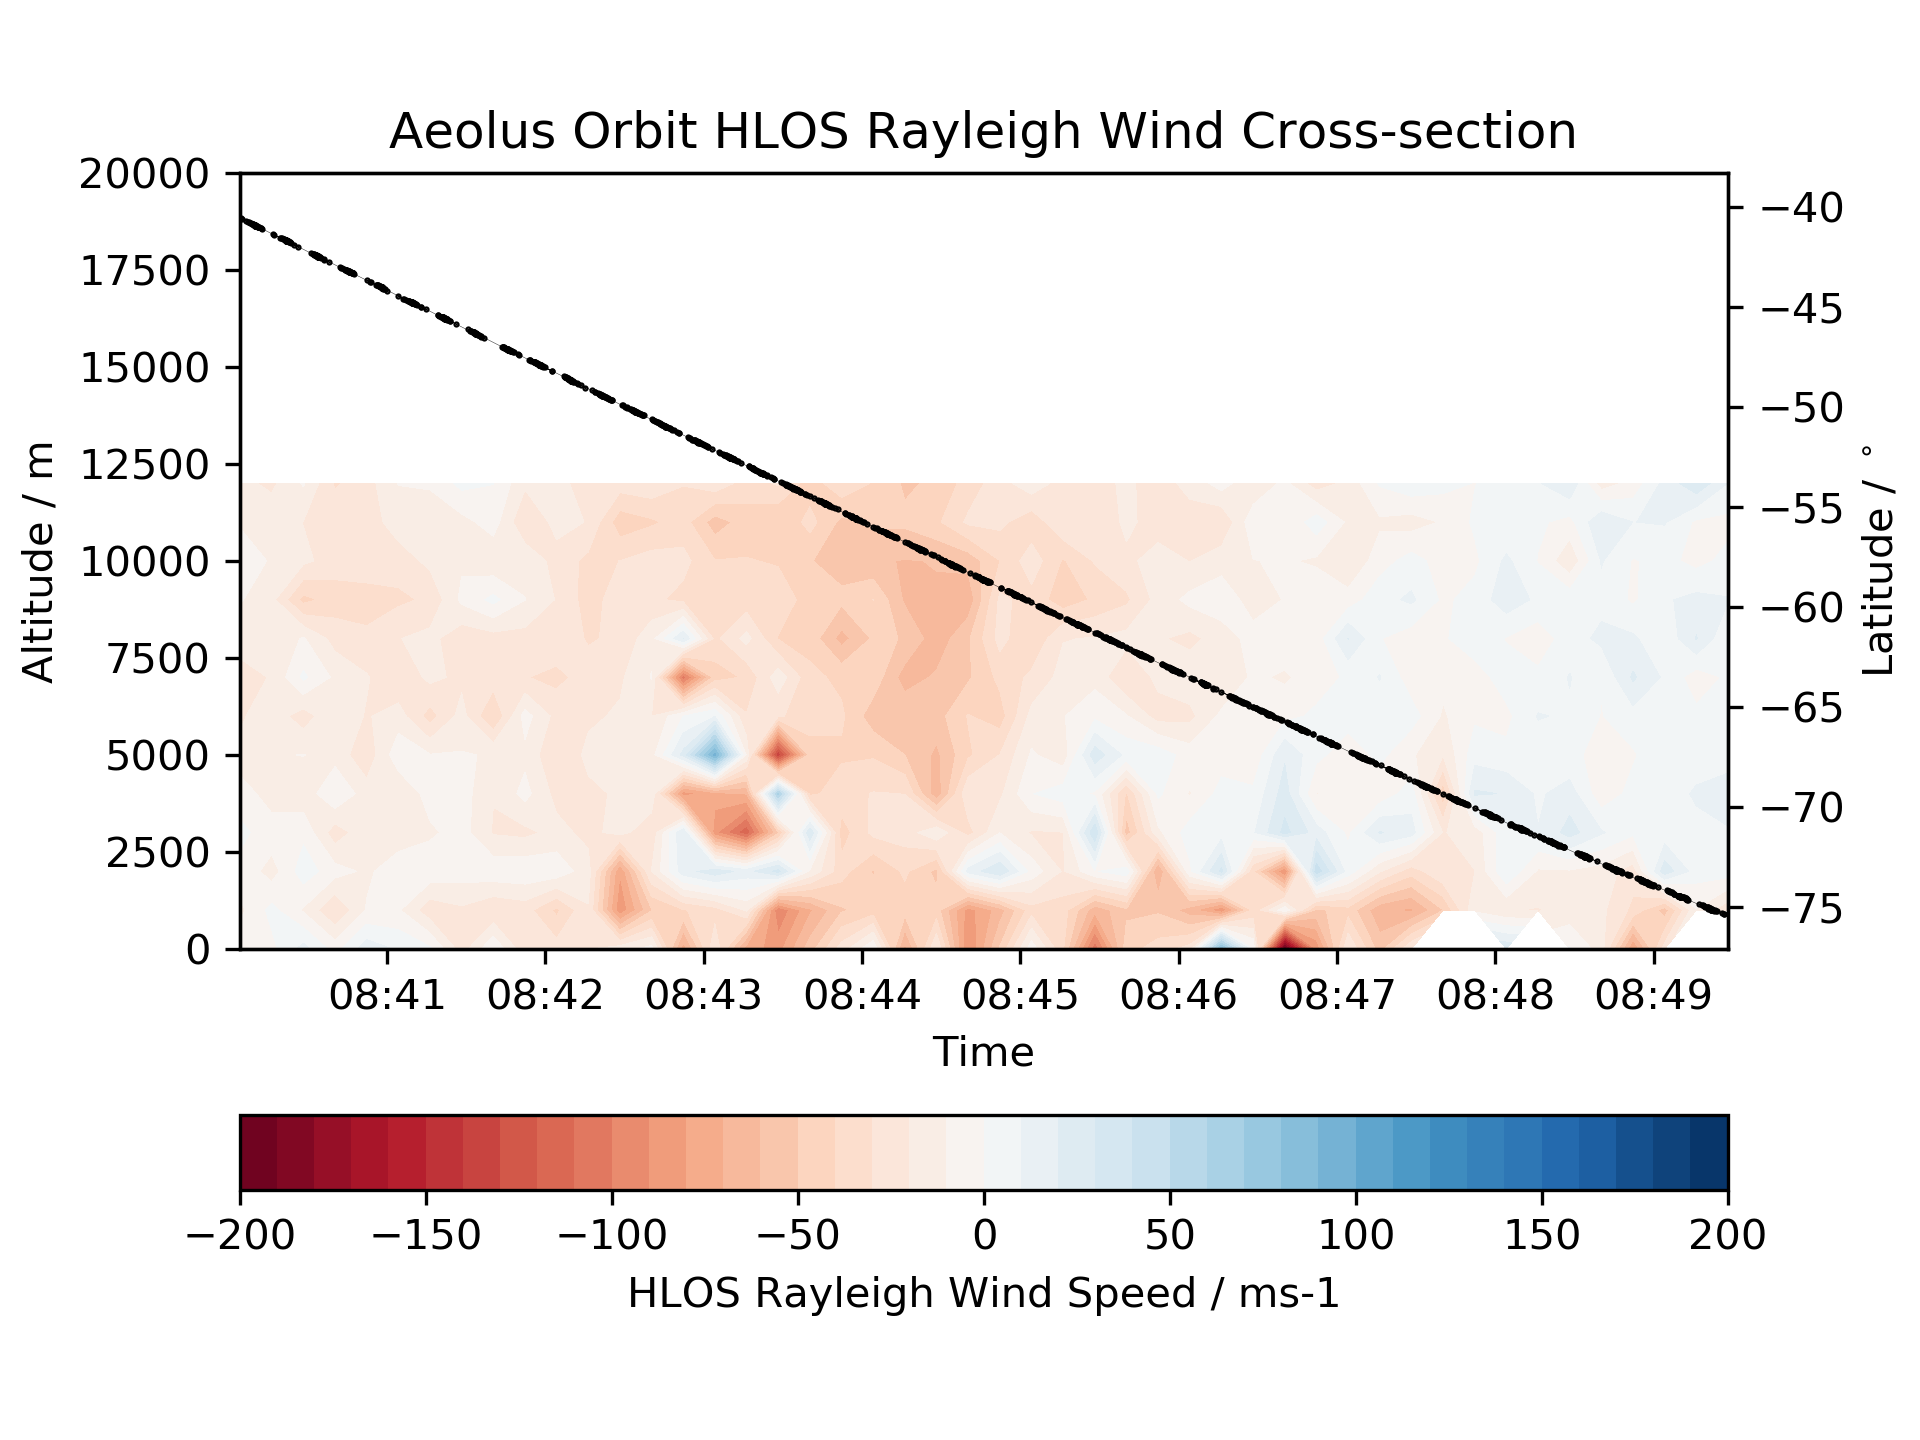 Aeolus Orbit HLOS Rayleigh Wind Cross-section
20000
17500
15000
12500
10000
7500
5000
2500
0
Altitude / m
−40
−45
−50
−55
−60
−65
−70
−75
Latitude / °
08:41 08:42 08:43 08:44 08:45 08:46 08:47 08:48 08:49
Time
−200 −150 −100 −50 0 50 100 150 200
HLOS Rayleigh Wind Speed / ms-1